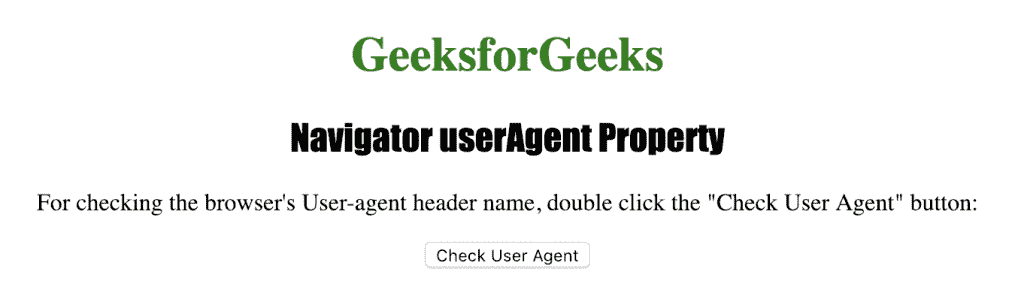 GeeksforGeeks
Navigator userAgent Property
For checking the browser's User-agent header name, double click the "Check User Agent" button:
Check User Agent